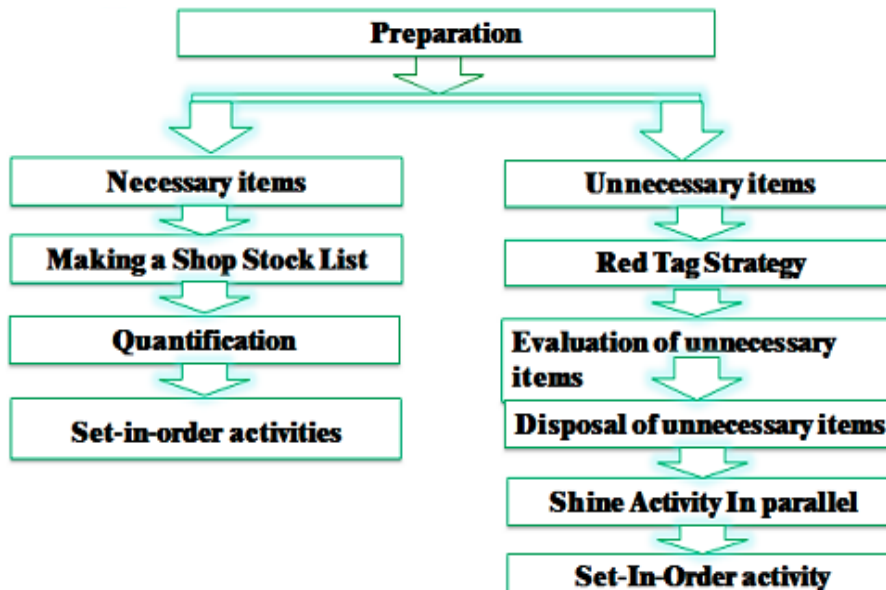 Preparation
Necessary items
Making a Shop Stock List
Quantification
Set-in-order activities
Unnecessary items
Red Tag Strategy
Evaluation of unnecessary
items
Disposal of unnecessary items
Shine Activity In parallel
Set-In-Order activity